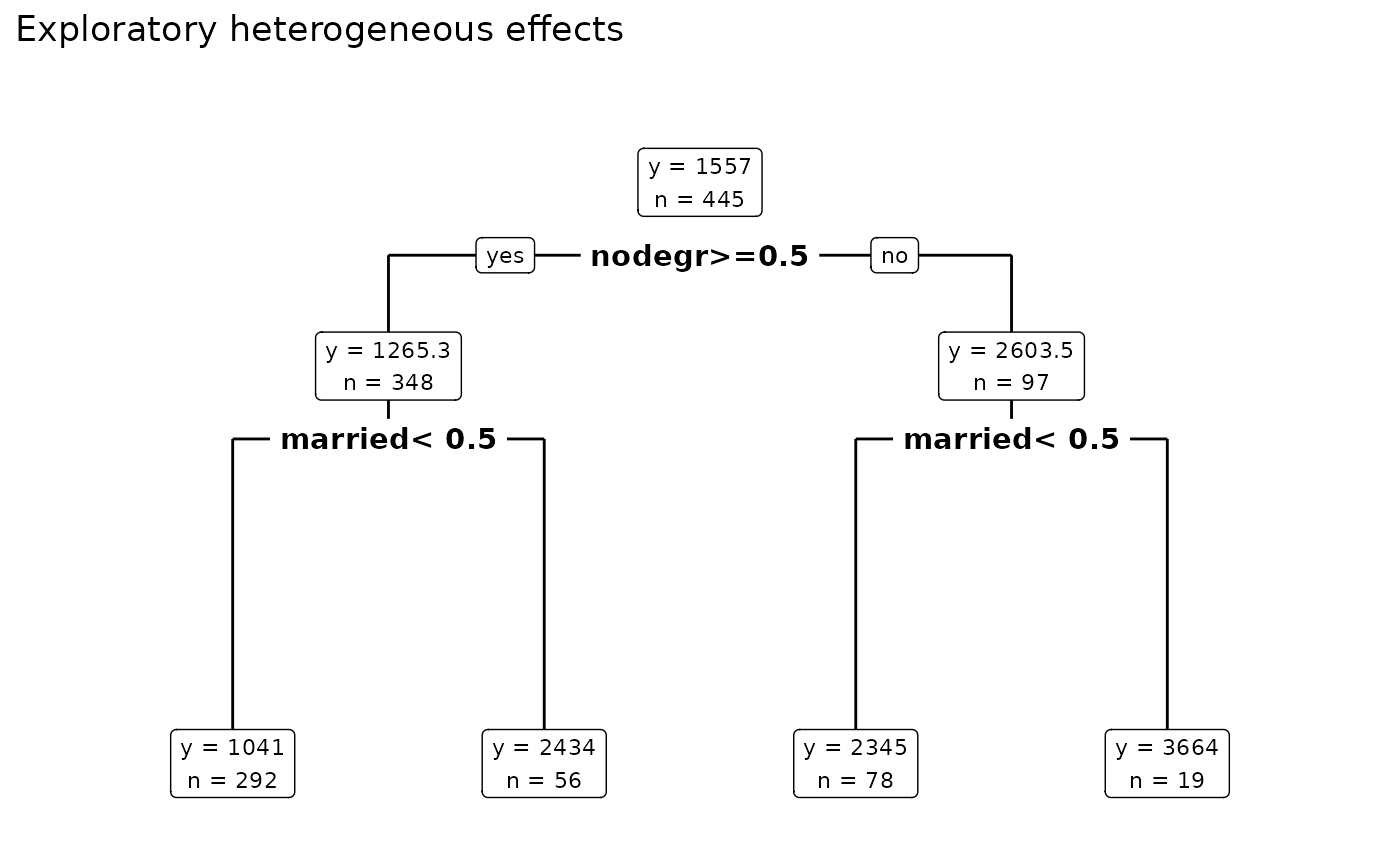 Exploratory heterogeneous effects
y = 1557
n = 445
yes
nodegr>=0.5
no
y = 1265.3
n = 348
y = 2603.5
n = 97
married< 0.5
married< 0.5
y = 1041
n = 292
y = 2434
n = 56
y = 2345
n = 78
y = 3664
n = 19